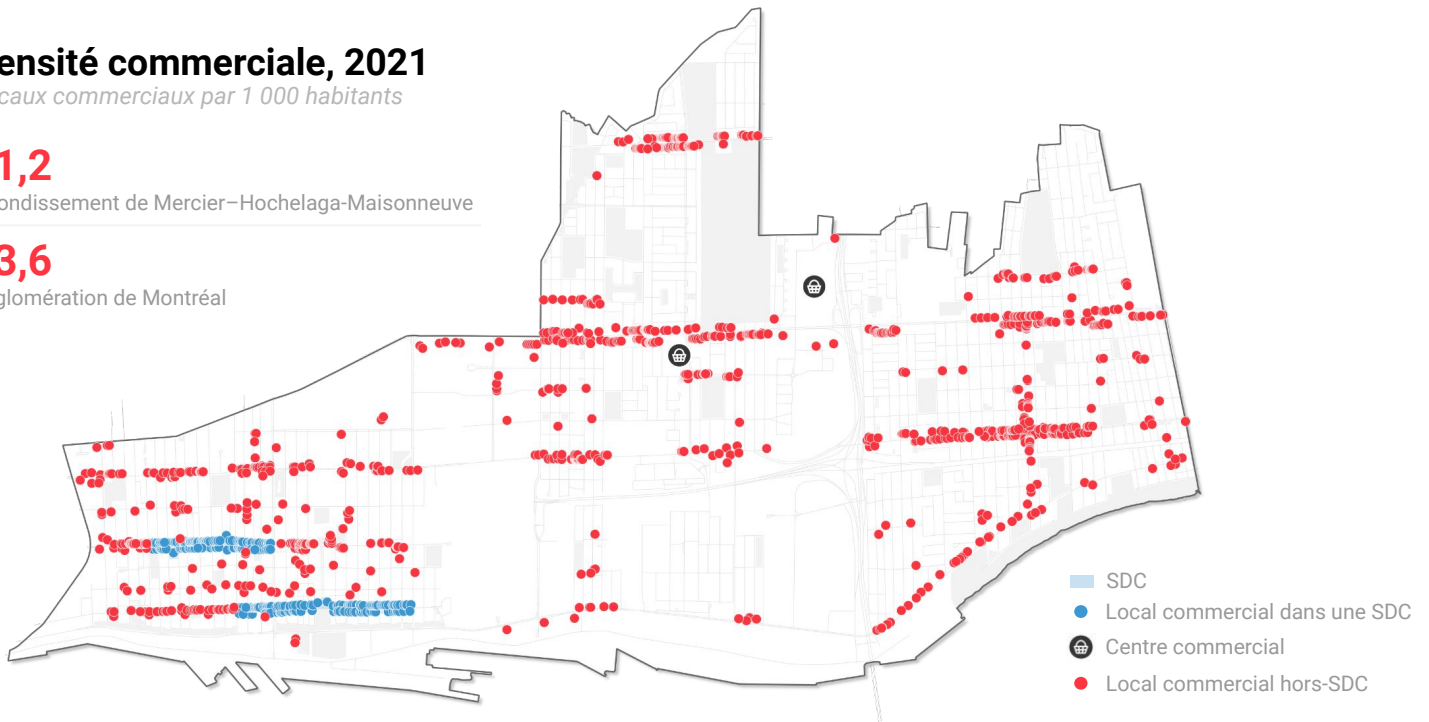 ensité commerciale, 2021
caux commerciaux par 1 000 habitants
1,2
ondissement de Mercier–Hochelaga-Maisonneuve
3,6
glomération de Montréal
SDC
Local commercial dans une SDC
Centre commercial
Local commercial hors-SDC